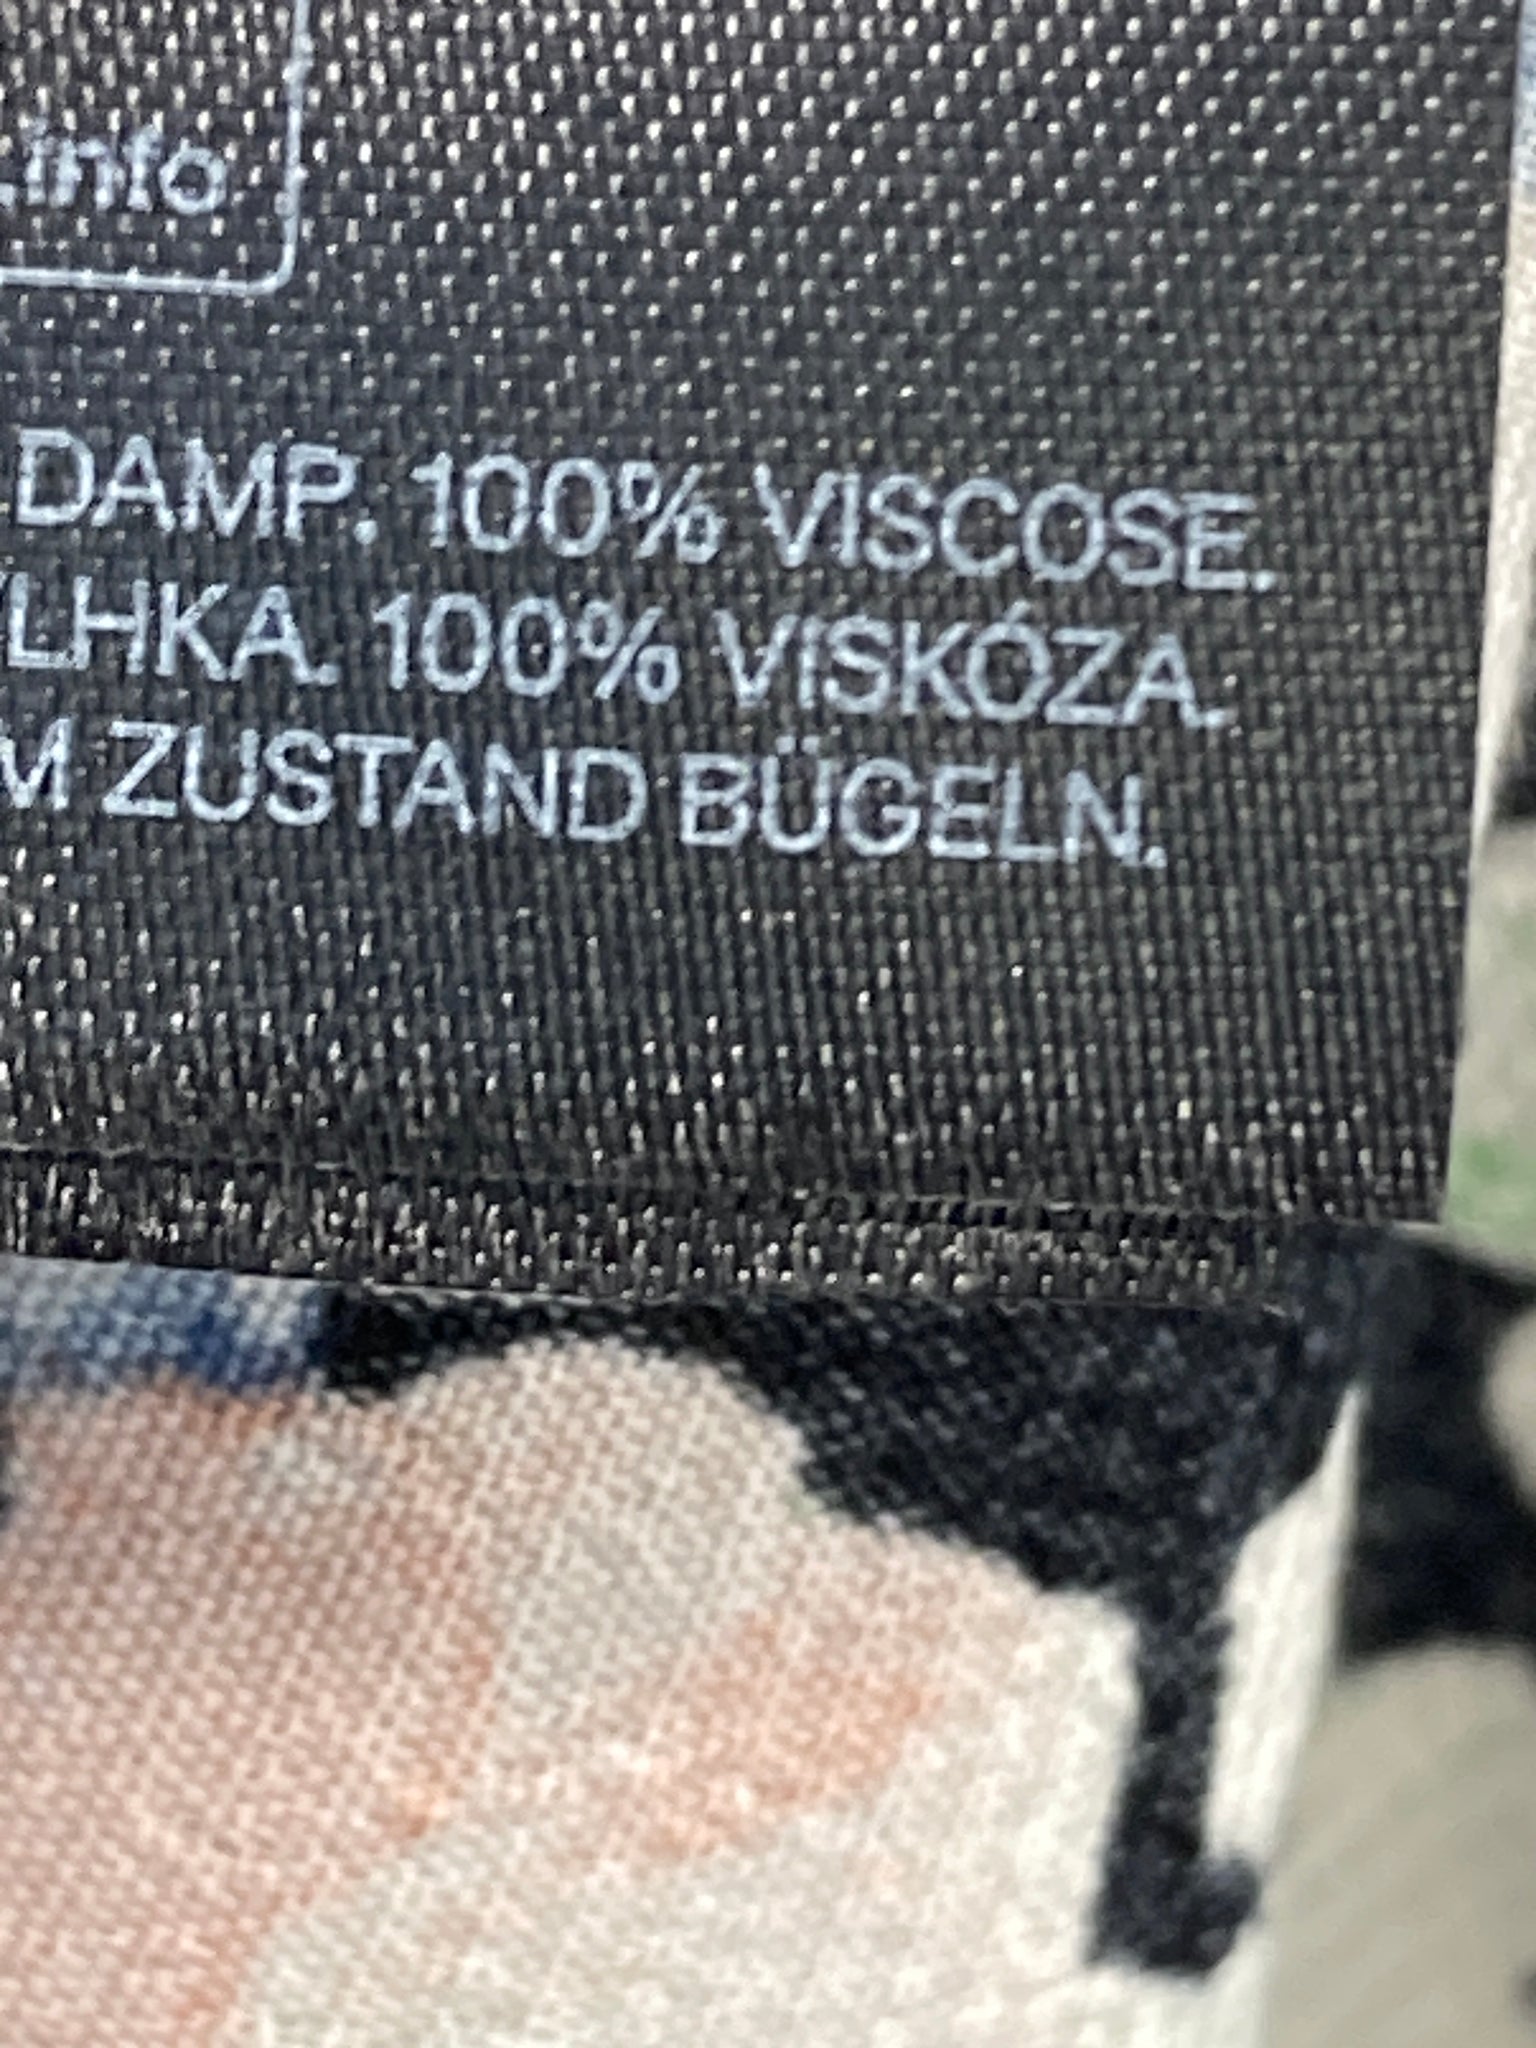 .info
DAMP. 100% VISCOSE.
LHKA. 100% VISKÓZA.
M ZUSTAND BÜGELN.